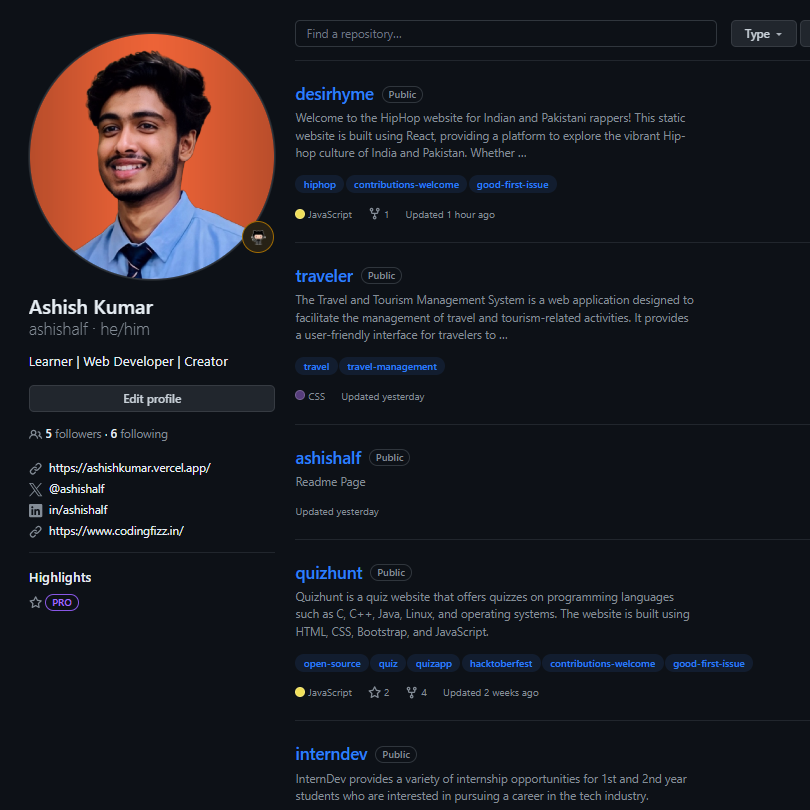 Find a repository...
Type
Ashish Kumar
ashishalf · he/him
Learner | Web Developer | Creator
Edit profile
5 followers · 6 following
https://ashishkumar.vercel.app/
@ashishalf
in/ashishalf
https://www.codingfizz.in/
Highlights
PRO
desirhyme Public
Welcome to the HipHop website for Indian and Pakistani rappers! This static
website is built using React, providing a platform to explore the vibrant Hip-
hop culture of India and Pakistan. Whether ...
hiphop contributions-welcome good-first-issue
JavaScript 1 Updated 1 hour ago
traveler Public
The Travel and Tourism Management System is a web application designed to
facilitate the management of travel and tourism-related activities. It provides
a user-friendly interface for travelers to ...
travel travel-management
CSS Updated yesterday
ashishalf Public
Readme Page
Updated yesterday
quizhunt Public
Quizhunt is a quiz website that offers quizzes on programming languages
such as C, C++, Java, Linux, and operating systems. The website is built using
HTML, CSS, Bootstrap, and JavaScript.
open-source quiz quizapp hacktoberfest contributions-welcome good-first-issue
JavaScript 2 4 Updated 2 weeks ago
interndev Public
InternDev provides a variety of internship opportunities for 1st and 2nd year
students who are interested in pursuing a career in the tech industry.